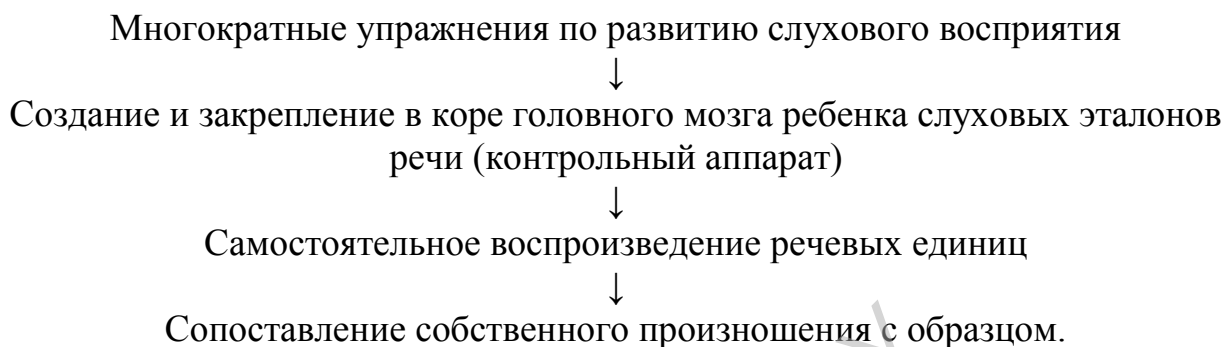 Многократные упражнения по развитию слухового восприятия
↓
Создание и закрепление в коре головного мозга ребенка слуховых эталонов
речи (контрольный аппарат)
↓
Самостоятельное воспроизведение речевых единиц
↓
Сопоставление собственного произношения с образцом.